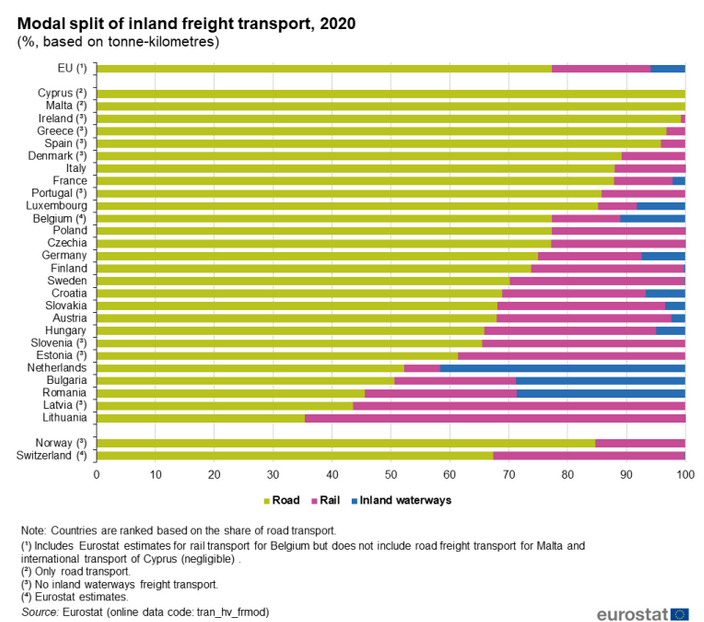 Modal split of inland freight transport, 2020
(%, based on tonne-kilometres)
EU (¹)
Cyprus (²)
Malta (²)
Ireland (³)
Greece (³)
Spain (³)
Denmark (³)
Italy
France
Portugal (³)
Luxembourg
Belgium (⁴)
Poland
Czechia
Germany
Finland
Sweden
Croatia
Slovakia
Austria
Hungary
Slovenia (³)
Estonia (³)
Netherlands
Bulgaria
Romania
Latvia (³)
Lithuania
Norway (³)
Switzerland (⁴)
0 10 20 30 40 50 60 70 80 90 100
Road Rail Inland waterways
Note: Countries are ranked based on the share of road transport.
(¹) Includes Eurostat estimates for rail transport for Belgium but does not include road freight transport for Malta and
international transport of Cyprus (negligible) .
(²) Only road transport.
(³) No inland waterways freight transport.
(⁴) Eurostat estimates.
Source: Eurostat (online data code: tran_hv_frmod)
eurostat